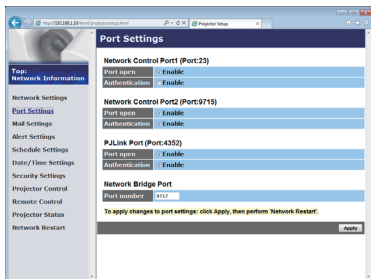 http://192.168.1.10/html/projectorsetup.html
Projector Setup
Port Settings
Top:
Network Information
Network Settings
Port Settings
Mail Settings
Alert Settings
Schedule Settings
Date/Time Settings
Security Settings
Projector Control
Remote Control
Projector Status
Network Restart
Network Control Port1 (Port:23)
Port open Enable
Authentication Enable
Network Control Port2 (Port:9715)
Port open Enable
Authentication Enable
PJLink Port (Port:4352)
Port open Enable
Authentication Enable
Network Bridge Port
Port number 9717
To apply changes to port settings: click Apply, then perform 'Network Restart'.
Apply